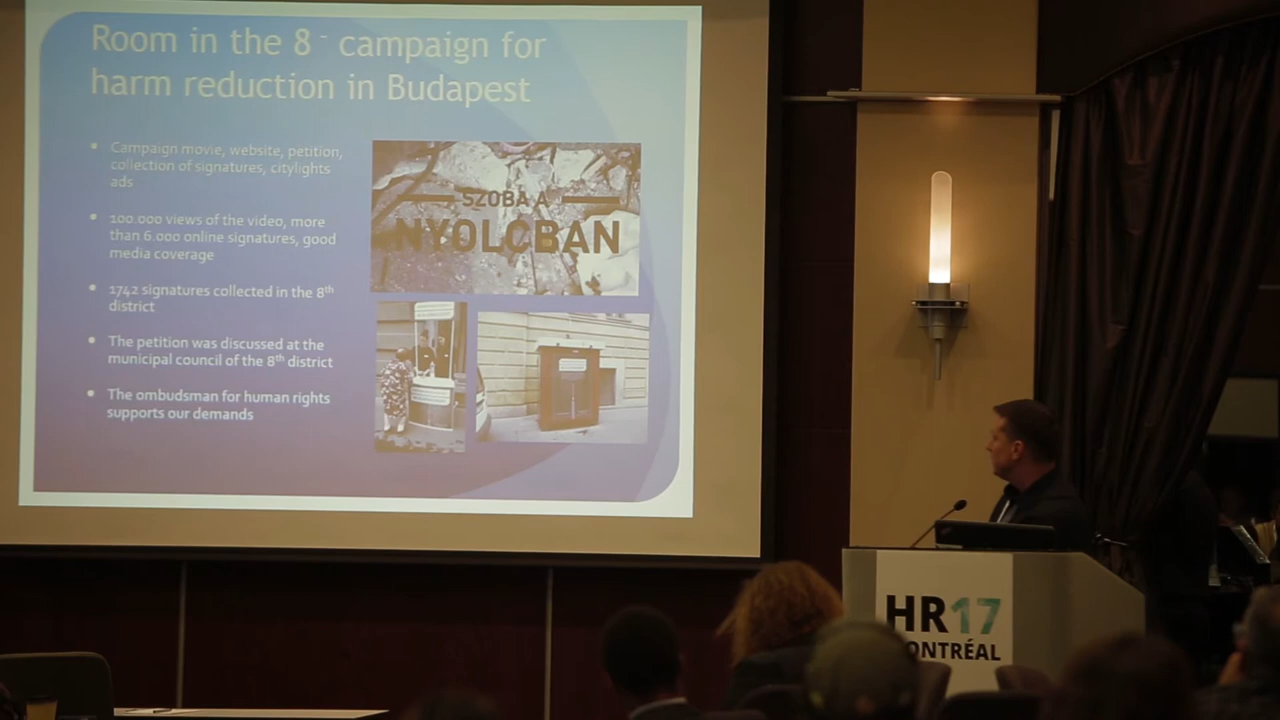 Room in the 8 - campaign for
harm reduction in Budapest
Campaign movie, website, petition,
collection of signatures, citylights
ads
100.000 views of the video, more
than 6.000 online signatures, good
media coverage
1742 signatures collected in the 8th
district
The petition was discussed at the
municipal council of the 8th district
The ombudsman for human rights
supports our demands
SZOBA A
NYOLCBAN
HR17
ONTRÉAL